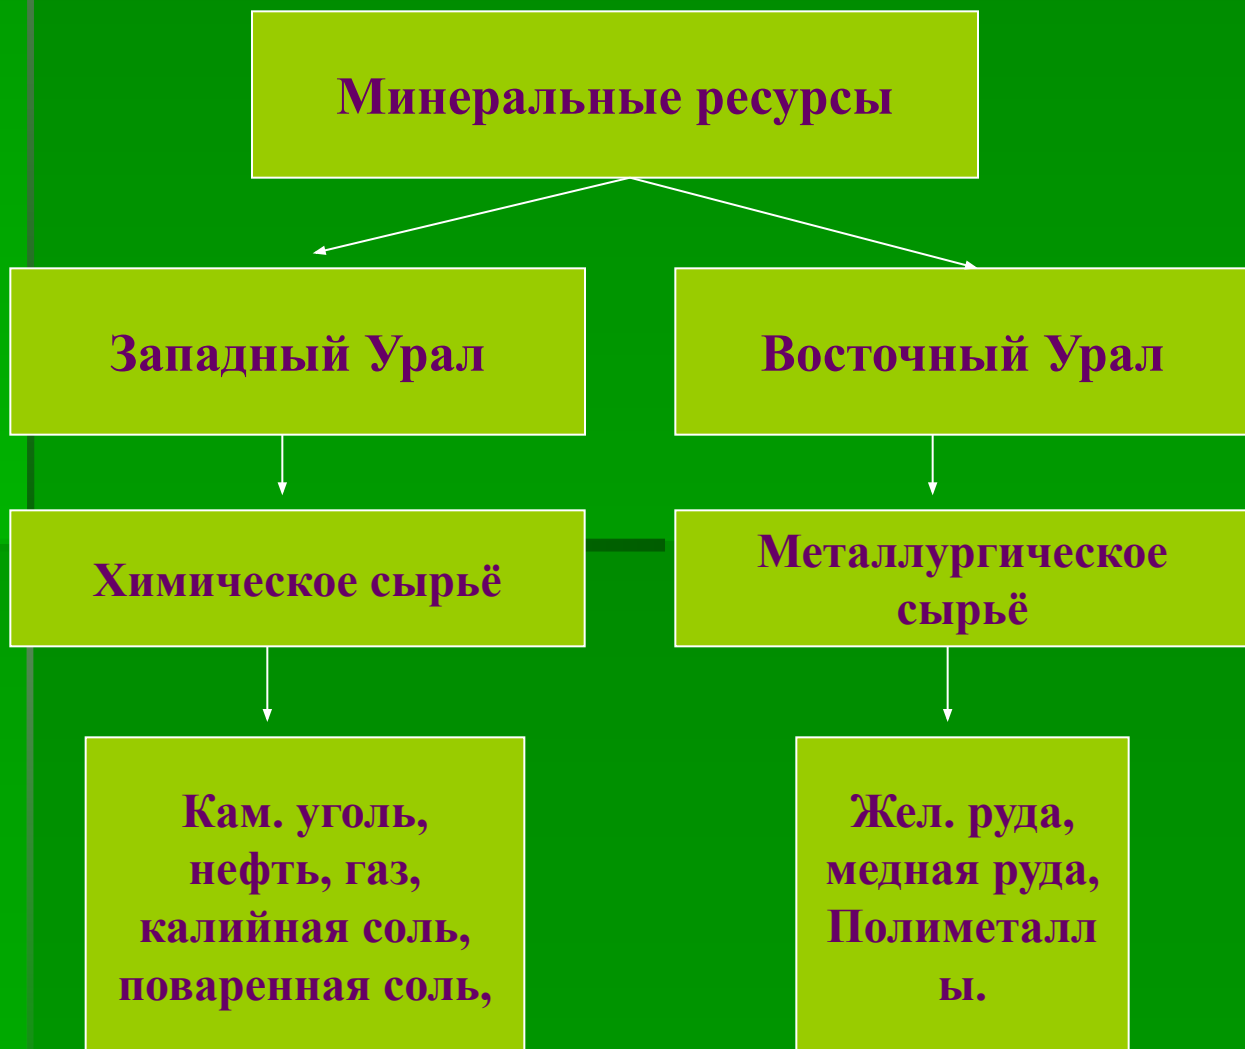 Минеральные ресурсы
Западный Урал
Восточный Урал
Химическое сырьё
Металлургическое
сырьё
Кам. уголь,
нефть, газ,
калийная соль,
поваренная соль,
Жел. руда,
медная руда,
Полиметалл
ы.